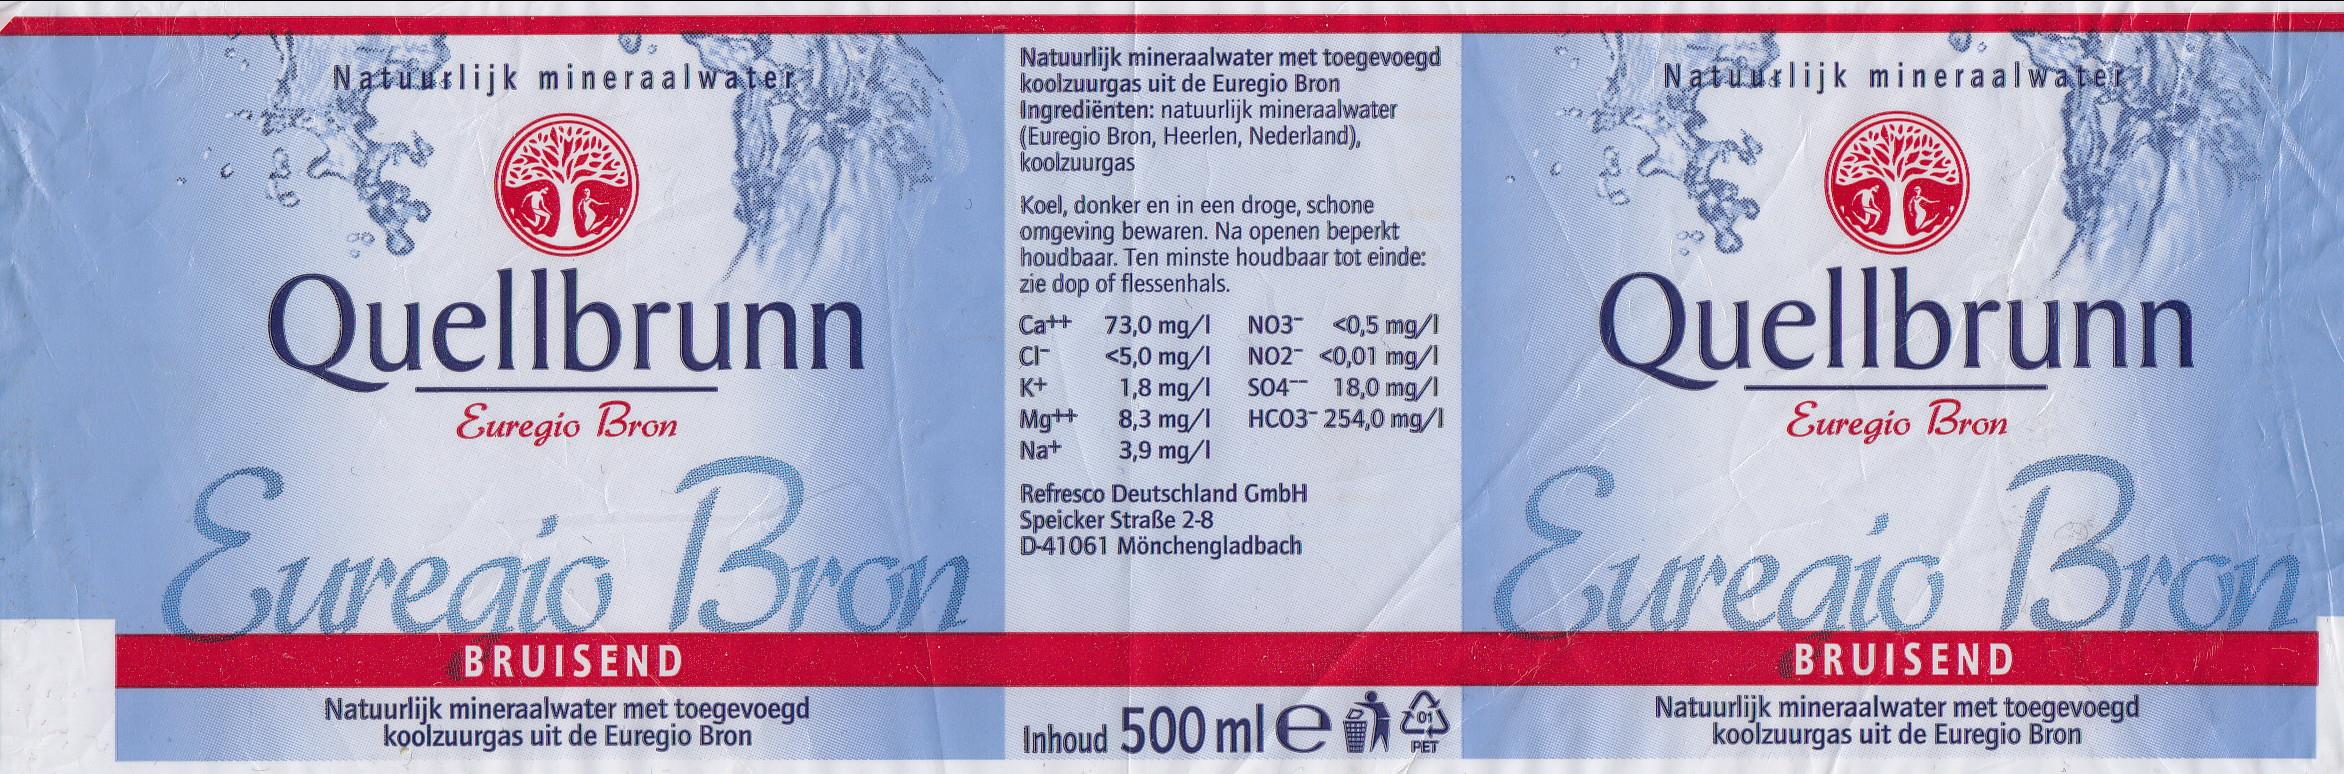 Natuurlijk mineraalwater
Quellbrunn
Euregio Bron
Euregio Bron
BRUISEND
Natuurlijk mineraalwater met toegevoegd
koolzuurgas uit de Euregio Bron
Natuurlijk mineraalwater met toegevoegd
koolzuurgas uit de Euregio Bron
Ingrediënten: natuurlijk mineraalwater
(Euregio Bron, Heerlen, Nederland),
koolzuurgas
Koel, donker en in een droge, schone
omgeving bewaren. Na openen beperkt
houdbaar. Ten minste houdbaar tot einde:
zie dop of flessenhals.
Ca++ 73,0 mg/l NO3- <0,5 mg/l
Cl- <5,0 mg/l NO2- <0,01 mg/l
K+ 1,8 mg/l SO4-- 18,0 mg/l
Mg++ 8,3 mg/l HCO3- 254,0 mg/l
Na+ 3,9 mg/l
Refresco Deutschland GmbH
Speicker Straße 2-8
D-41061 Mönchengladbach
Inhoud 500 ml e
01
PET
Natuurlijk mineraalwater
Quellbrunn
Euregio Bron
Euregio Bron
BRUISEND
Natuurlijk mineraalwater met toegevoegd
koolzuurgas uit de Euregio Bron